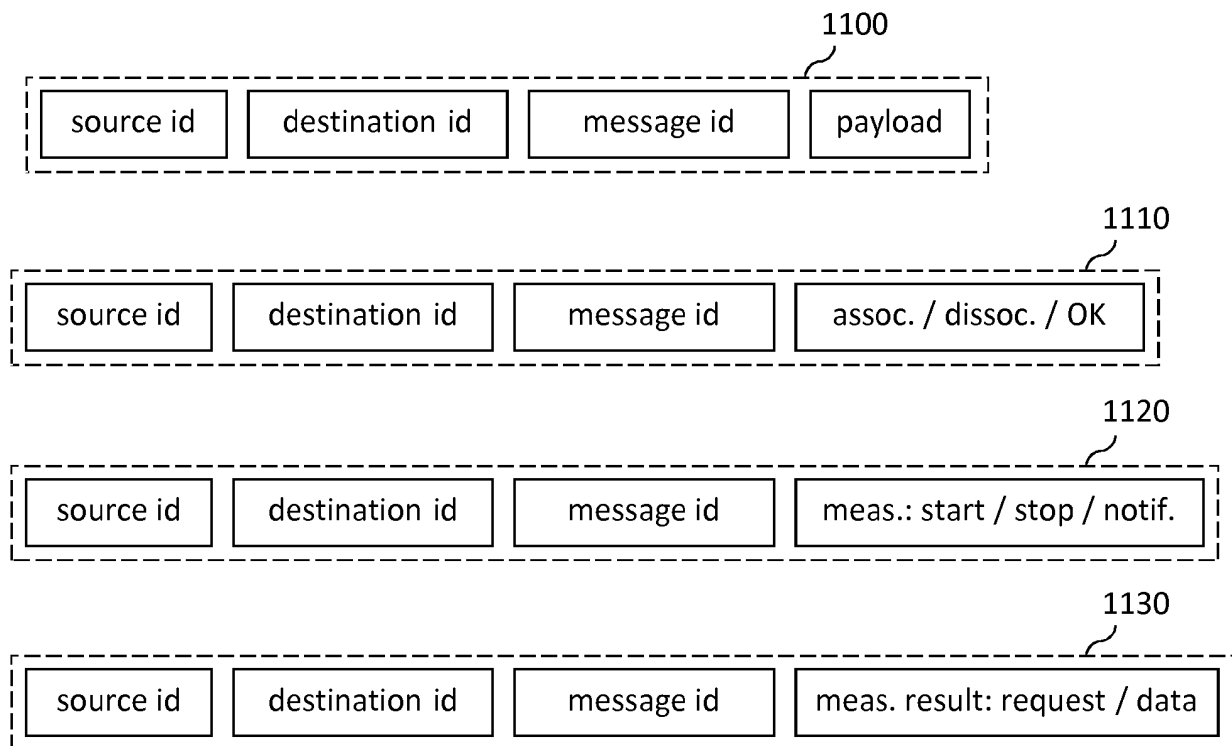 1100
source id destination id message id payload
1110
source id destination id message id assoc. / dissoc. / OK
1120
source id destination id message id meas.: start / stop / notif.
1130
source id destination id message id meas. result: request / data